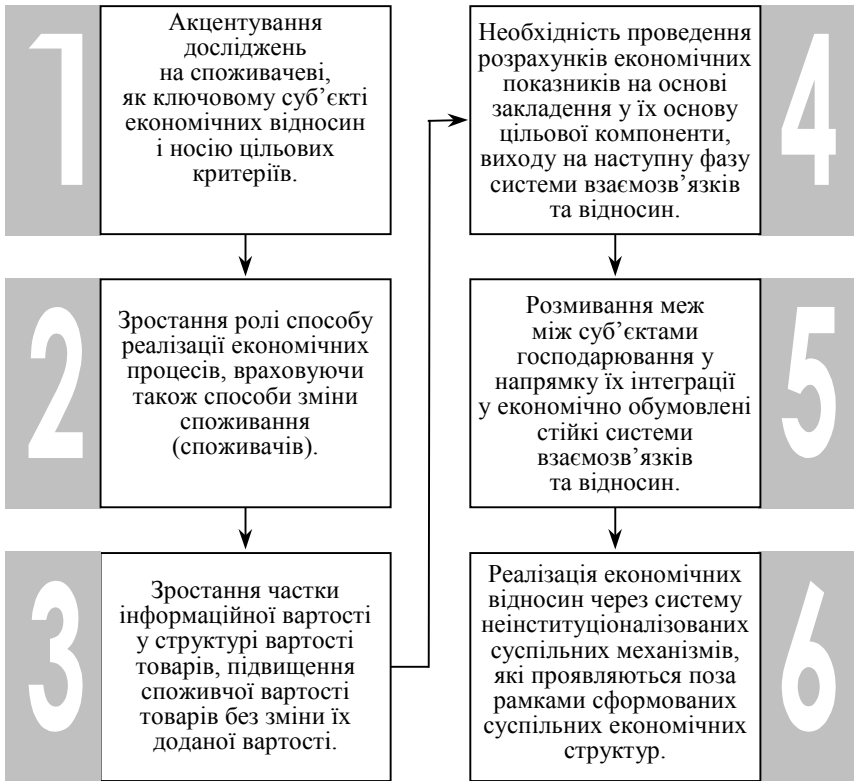 1
Акцентування
досліджень
на споживачеві,
як ключовому суб’єкті
економічних відносин
і носію цільових
критеріїв.
2
Зростання ролі способу
реалізації економічних
процесів, враховуючи
також способи зміни
споживання
(споживачів).
3
Зростання частки
інформаційної вартості
у структурі вартості
товарів, підвищення
споживчої вартості
товарів без зміни їх
доданої вартості.
4
Необхідність проведення
розрахунків економічних
показників на основі
закладення у їх основу
цільової компоненти,
виходу на наступну фазу
системи взаємозв’язків
та відносин.
5
Розмивання меж
між суб’єктами
господарювання у
напрямку їх інтеграції
у економічно обумовлені
стійкі системи
взаємозв’язків
та відносин.
6
Реалізація економічних
відносин через систему
неінституціоналізованих
суспільних механізмів,
які проявляються поза
рамками сформованих
суспільних економічних
структур.